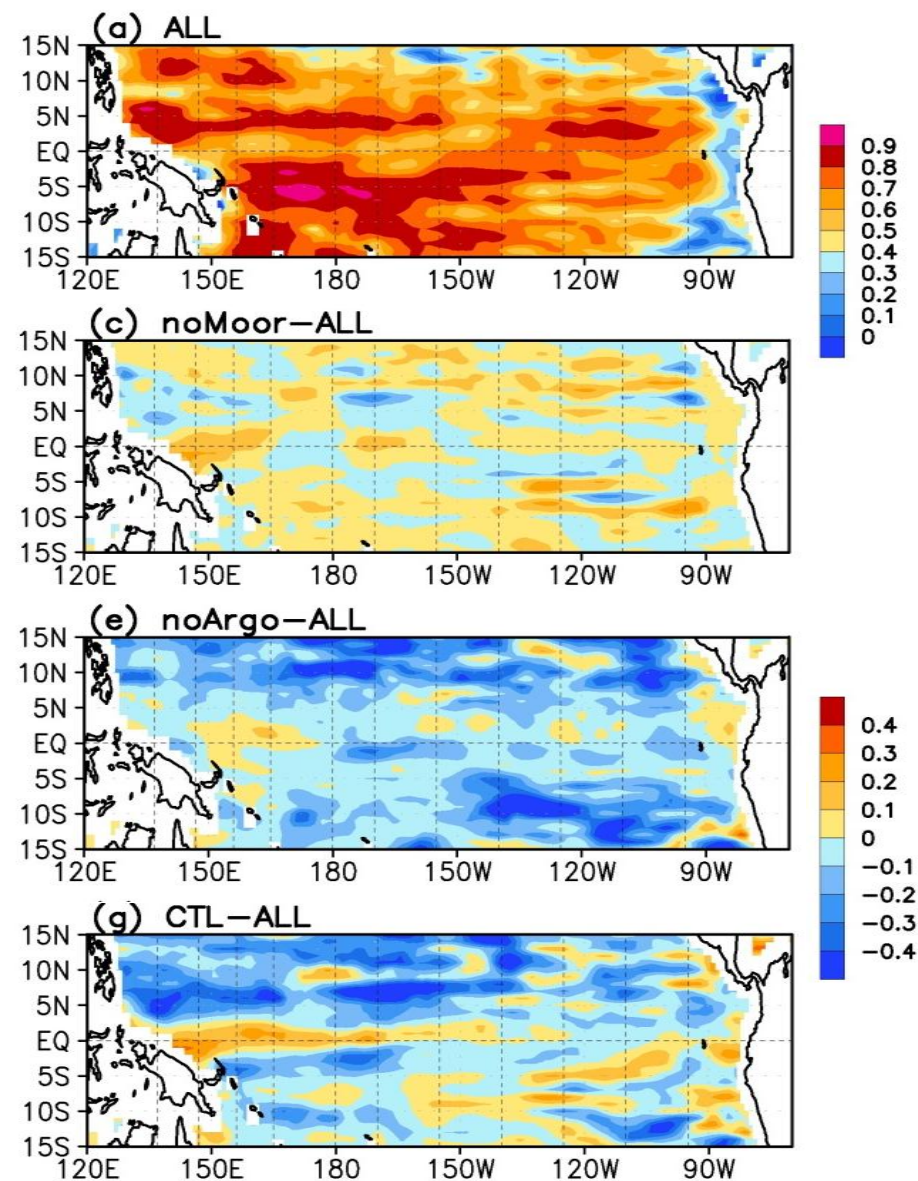 (a) ALL
15N
10N
5N
EQ
5S
10S
15S
120E 150E 180 150W 120W 90W
0.9
0.8
0.7
0.6
0.5
0.4
0.3
0.2
0.1
0
(c) noMoor-ALL
15N
10N
5N
EQ
5S
10S
15S
120E 150E 180 150W 120W 90W
(e) noArgo-ALL
15N
10N
5N
EQ
5S
10S
15S
120E 150E 180 150W 120W 90W
0.4
0.3
0.2
0.1
0
-0.1
-0.2
-0.3
-0.4
(g) CTL-ALL
15N
10N
5N
EQ
5S
10S
15S
120E 150E 180 150W 120W 90W